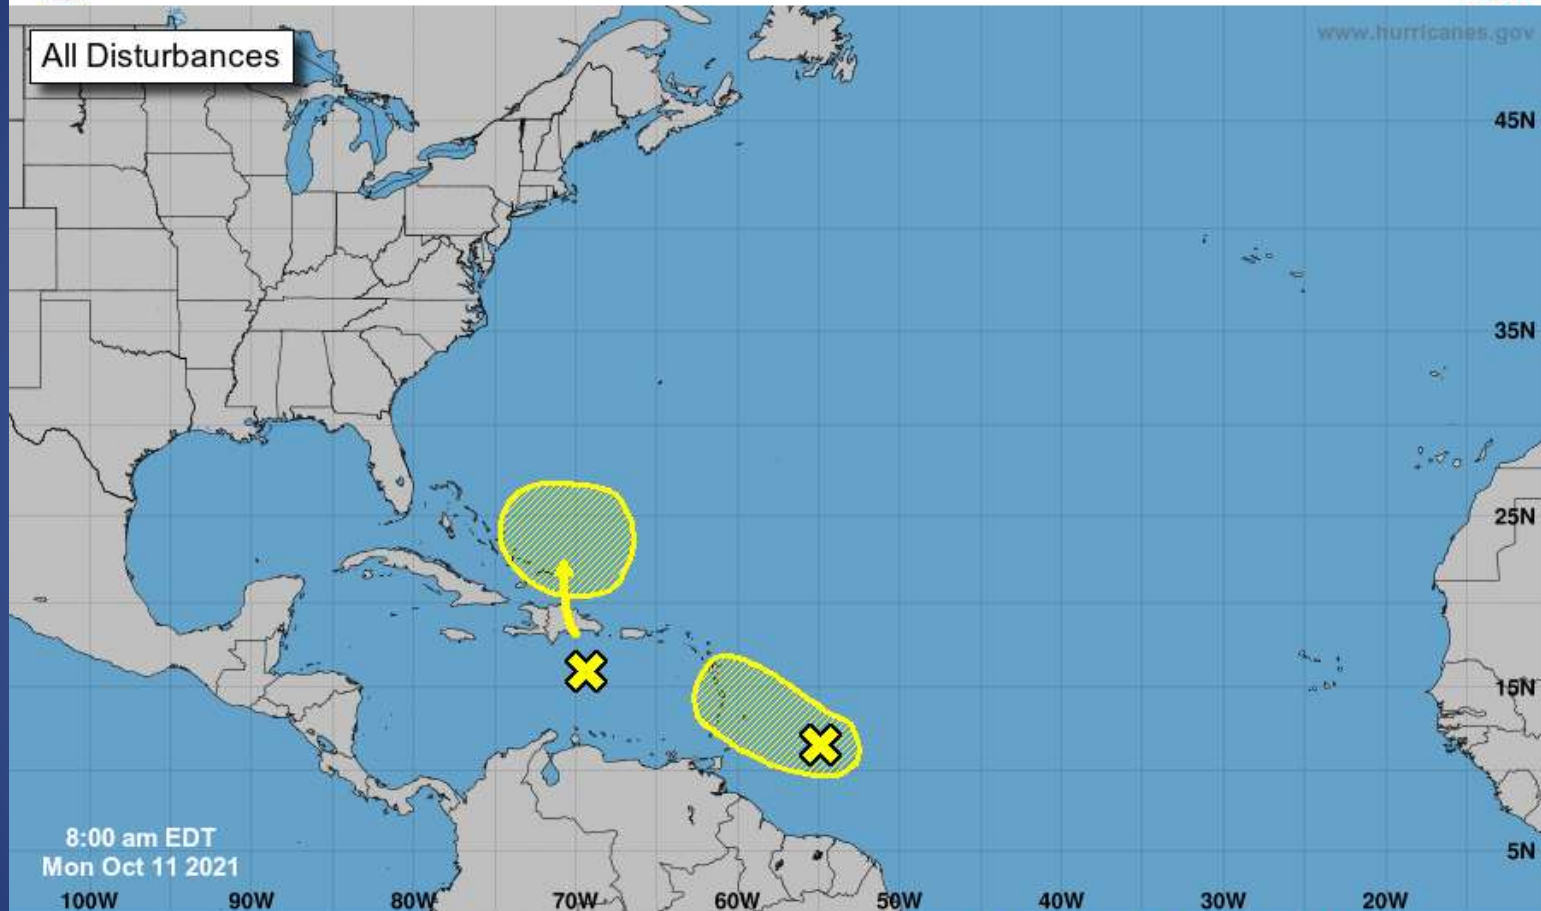 All Disturbances
www.hurricanes.gov
45N
35N
25N
15N
5N
8:00 am EDT
Mon Oct 11 2021
100W 90W 80W 70W 60W 50W 40W 30W 20W